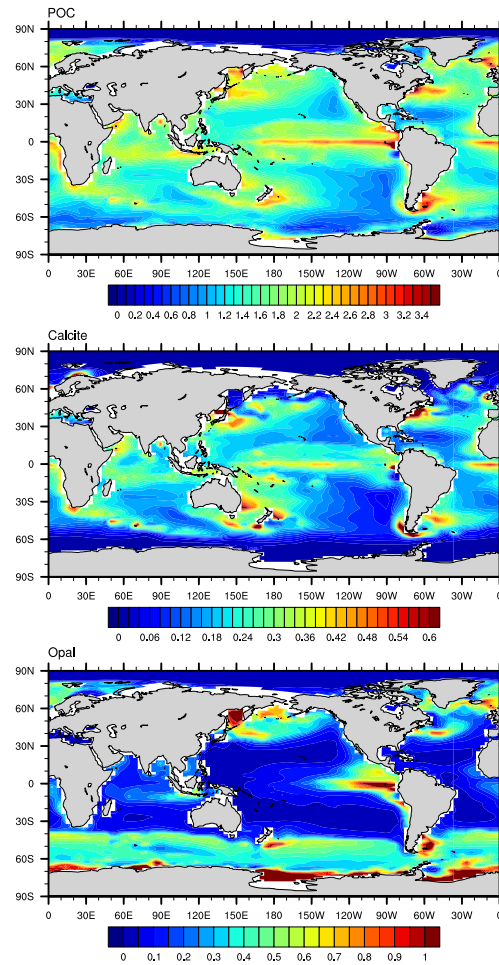 POC
90N
60N
30N
0
30S
60S
90S
0 30E 60E 90E 120E 150E 180 150W 120W 90W 60W 30W 0
0 0.2 0.4 0.6 0.8 1 1.2 1.4 1.6 1.8 2 2.2 2.4 2.6 2.8 3 3.2 3.4
Calcite
90N
60N
30N
0
30S
60S
90S
0 30E 60E 90E 120E 150E 180 150W 120W 90W 60W 30W 0
0 0.06 0.12 0.18 0.24 0.3 0.36 0.42 0.48 0.54 0.6
Opal
90N
60N
30N
0
30S
60S
90S
0 30E 60E 90E 120E 150E 180 150W 120W 90W 60W 30W 0
0 0.1 0.2 0.3 0.4 0.5 0.6 0.7 0.8 0.9 1